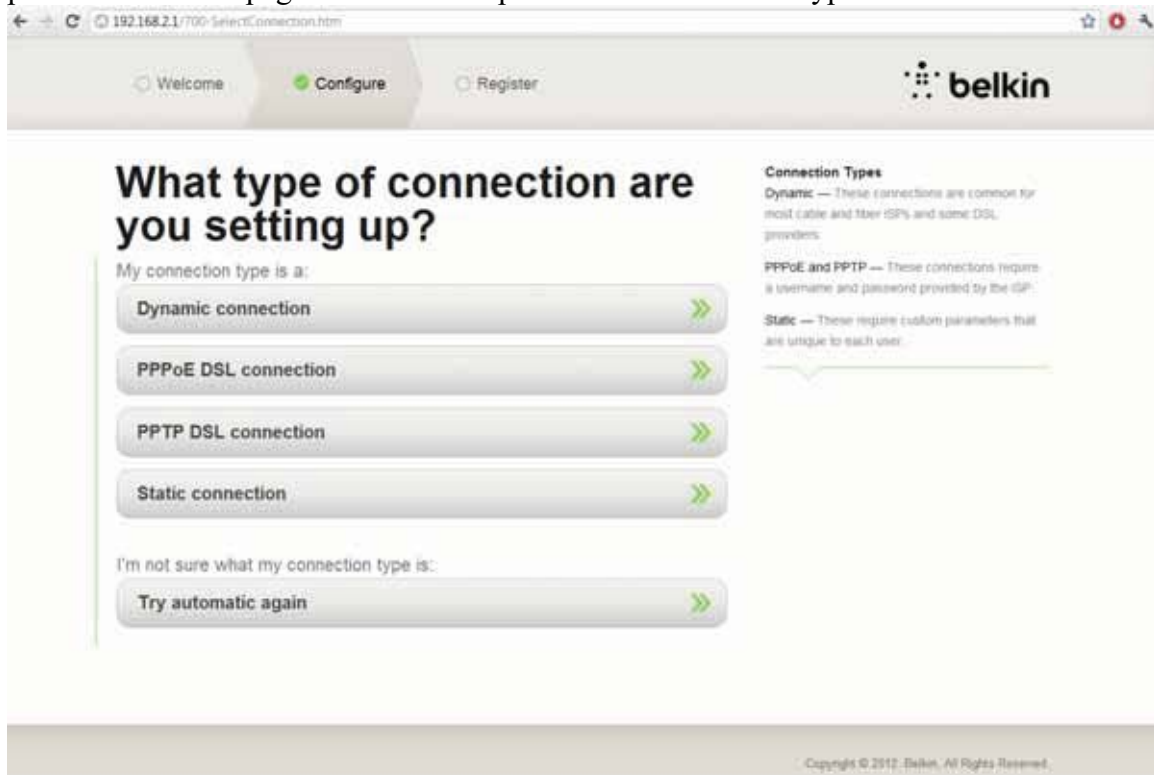 192.168.2.1/700-SelectConnection.htm
Welcome
Configure
Register
belkin
What type of connection are
you setting up?
My connection type is a:
Dynamic connection
PPPoE DSL connection
PPTP DSL connection
Static connection
I'm not sure what my connection type is:
Try automatic again
Connection Types
Dynamic — These connections are common for
most cable and fiber ISPs and some DSL
providers.
PPPoE and PPTP — These connections require
a username and password provided by the ISP.
Static — These require custom parameters that
are unique to each user.
Copyright © 2012. Belkin. All Rights Reserved.